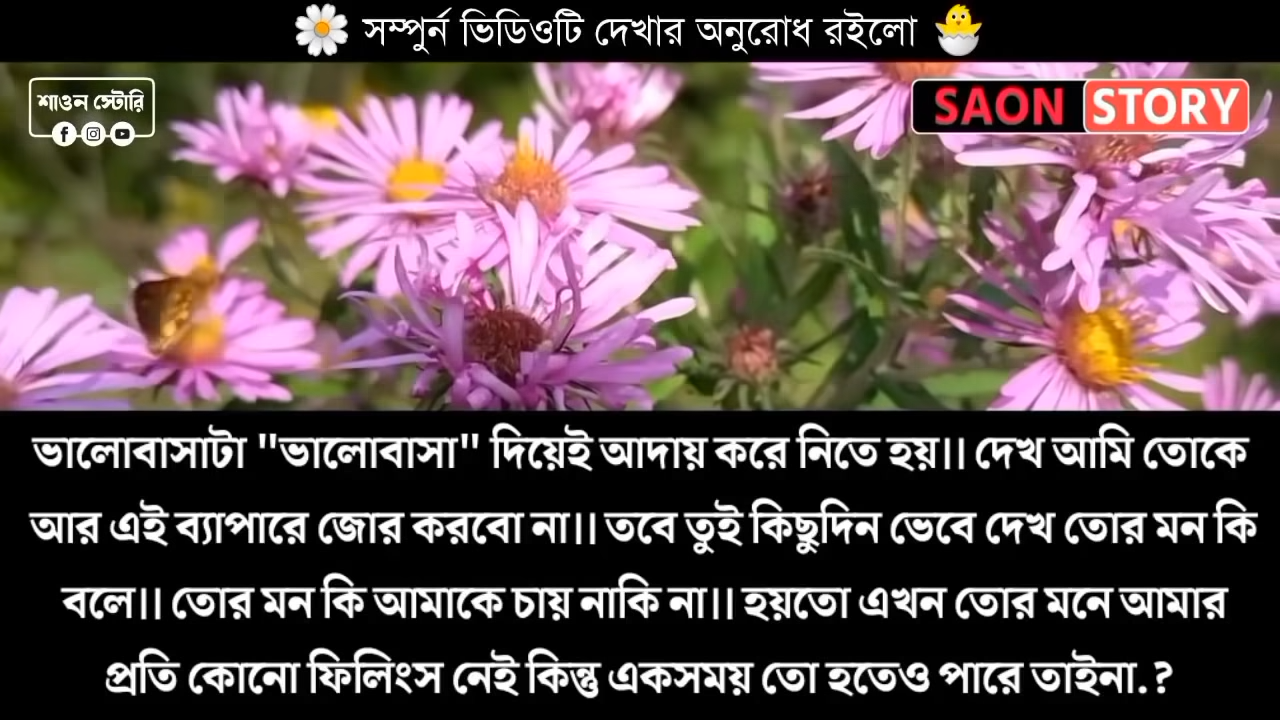 সম্পুর্ন ভিডিওটি দেখার অনুরোধ রইলো
শাওন স্টোরি
SAON STORY
ভালোবাসাটা "ভালোবাসা" দিয়েই আদায় করে নিতে হয়।। দেখ আমি তোকে
আর এই ব্যাপারে জোর করবো না।। তবে তুই কিছুদিন ভেবে দেখ তোর মন কি
বলে।। তোর মন কি আমাকে চায় নাকি না।। হয়তো এখন তোর মনে আমার
প্রতি কোনো ফিলিংস নেই কিন্তু একসময় তো হতেও পারে তাইনা.?